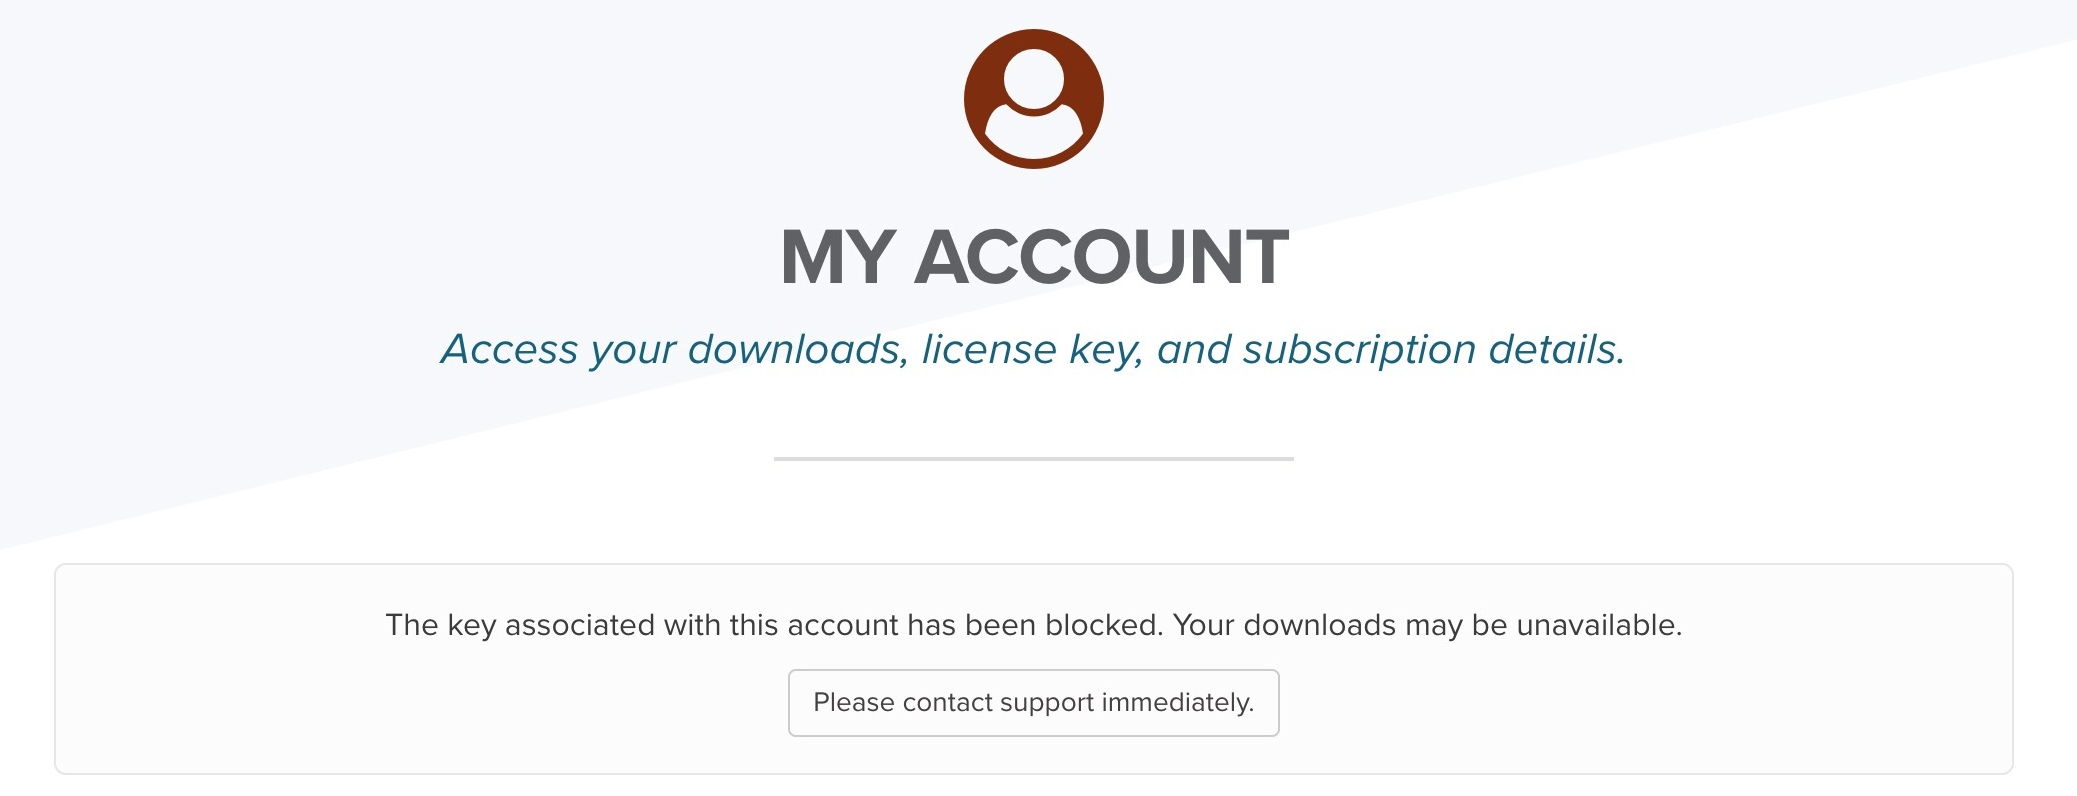 MY ACCOUNT
Access your downloads, license key, and subscription details.
The key associated with this account has been blocked. Your downloads may be unavailable.
Please contact support immediately.